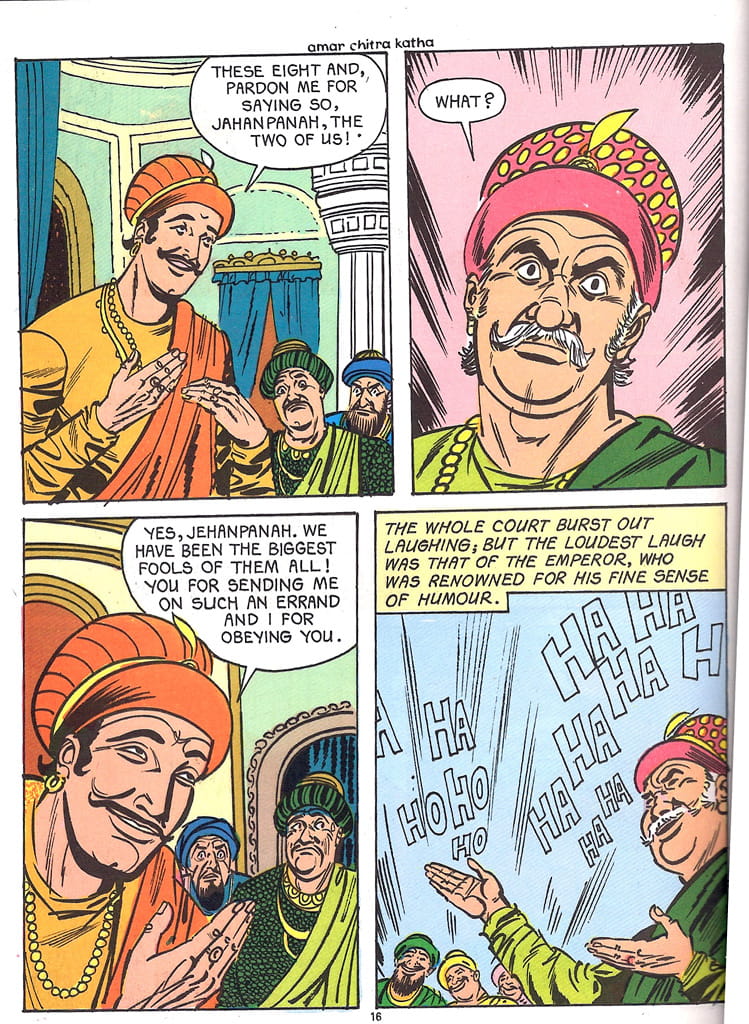 amar chitra katha
THESE EIGHT AND,
PARDON ME FOR
SAYING SO,
JAHANPANAH, THE
TWO OF US!
WHAT?
YES, JEHANPANAH. WE
HAVE BEEN THE BIGGEST
FOOLS OF THEM ALL!
YOU FOR SENDING ME
ON SUCH AN ERRAND
AND I FOR
OBEYING YOU.
THE WHOLE COURT BURST OUT
LAUGHING; BUT THE LOUDEST LAUGH
WAS THAT OF THE EMPEROR, WHO
WAS RENOWNED FOR HIS FINE SENSE
OF HUMOUR.
HA HA
HA H
HA
HA
HA
HA
HA
A HA
HO HO
HO
16